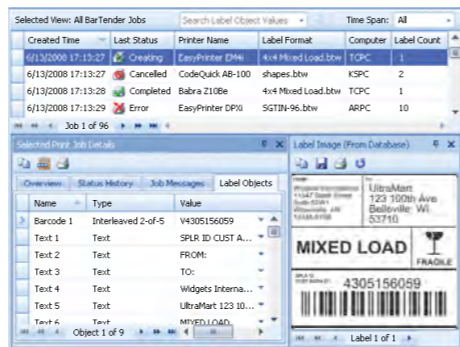 Selected View: All BarTender Jobs Search Label Object Values Time Span: All
Created Time Last Status Printer Name Label Format Computer Label Count
6/13/2008 17:13:27 Creating EasyPrinter EM4i 4x4 Mixed Load.btw TCPC 1
6/13/2008 17:13:27 Cancelled CodeQuick AB-100 shapes.btw KSPC 2
6/13/2008 17:13:28 Completed Babra Z10Be 4x4 Mixed Load.btw TCPC 1
6/13/2008 17:13:29 Error EasyPrinter DPXi SGTIN-96.btw ARPC 10
Job 1 of 96
Selected Print Job Details
Overview Status History Job Messages Label Objects
Name Type Value
Barcode 1 Interleaved 2-of-5 V4305156059
Text 1 Text SPLR ID CUST A...
Text 2 Text FROM:
Text 3 Text TO:
Text 4 Text Widgets Interna...
Text 5 Text UltraMart 123 10...
Text 6 Text MIXED LOAD
Object 1 of 9
Label Image (From Database)
UltraMart
123 100th Ave
Belleville WI
53710
MIXED LOAD
FRAGILE
4305156059
Label 1 of 1